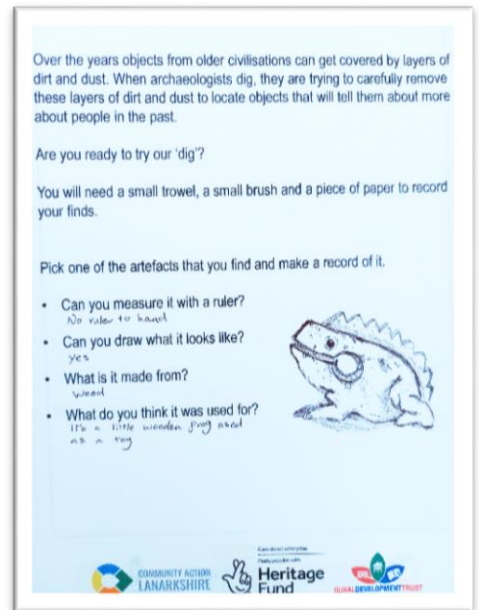 Over the years objects from older civilisations can get covered by layers of
dirt and dust. When archaeologists dig, they are trying to carefully remove
these layers of dirt and dust to locate objects that will tell them about more
about people in the past.
Are you ready to try our 'dig'?
You will need a small trowel, a small brush and a piece of paper to record
your finds.
Pick one of the artefacts that you find and make a record of it.
• Can you measure it with a ruler?
No ruler to hand
• Can you draw what it looks like?
yes
• What is it made from?
wood
• What do you think it was used for?
It's a little wooden frog used
as a toy
COMMUNITY ACTION
LANARKSHIRE
Heritage
Fund
RURALDEVELOPMENTTRUST